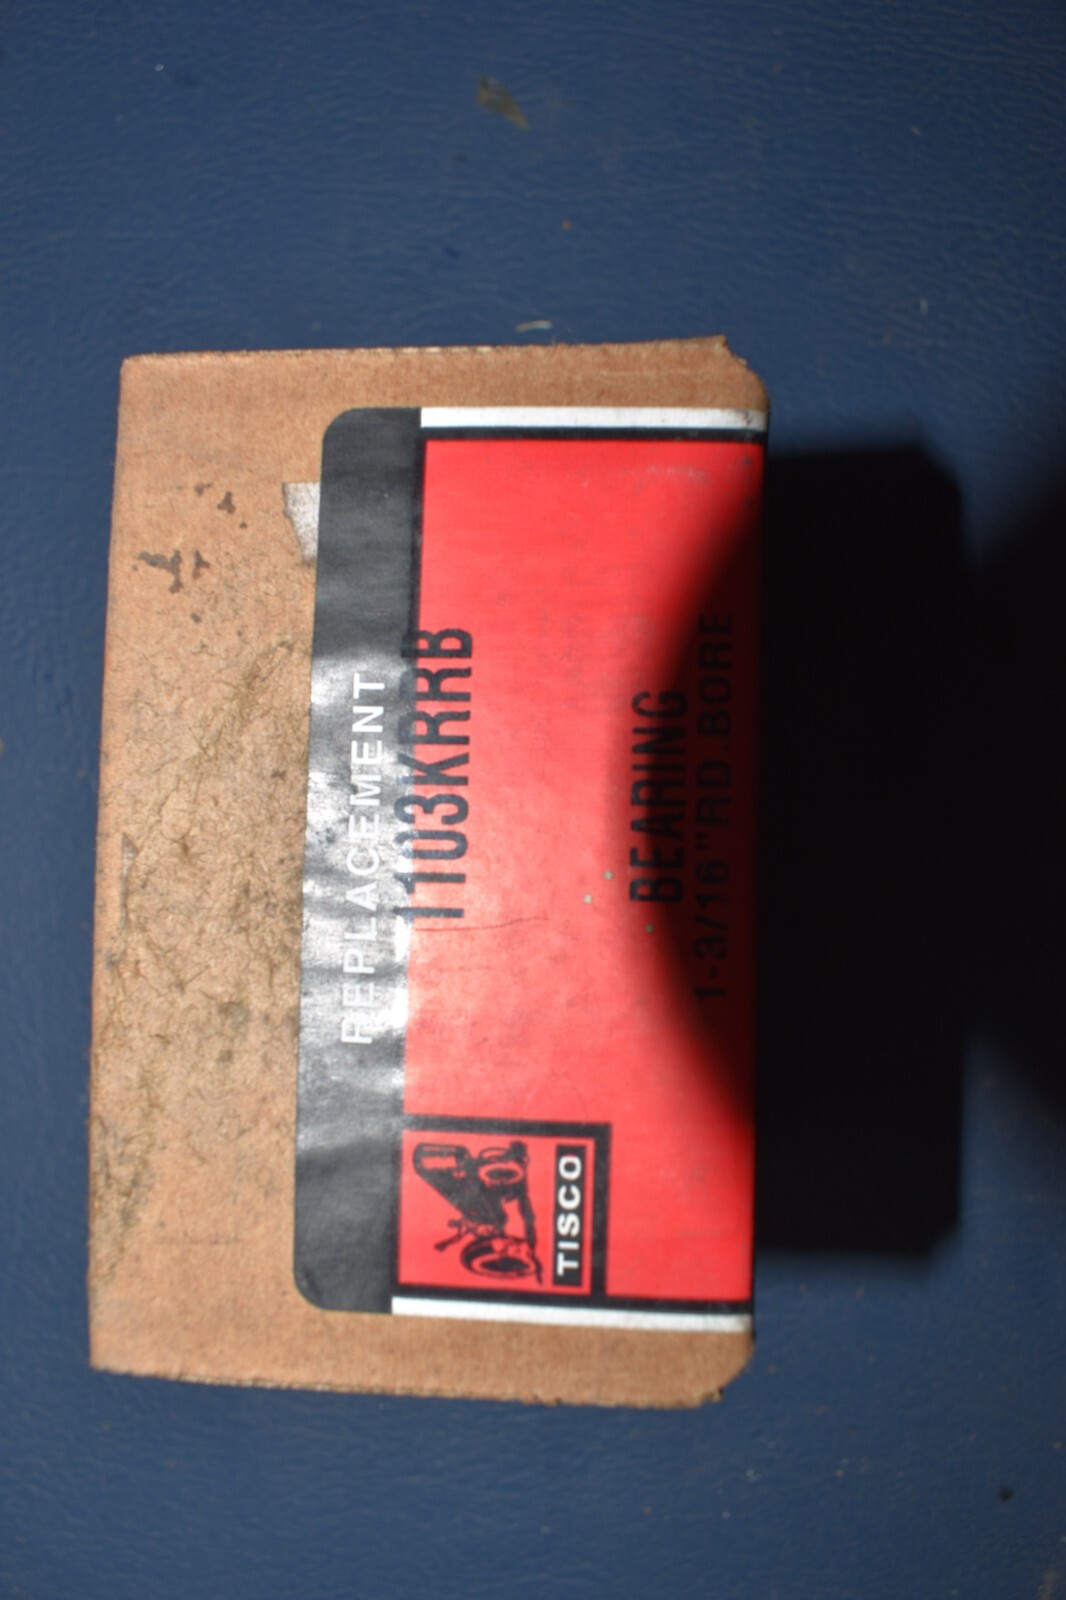 REPLACEMENT
1103KRRB
BEARING
1-3/16"RD.BORE
TISCO